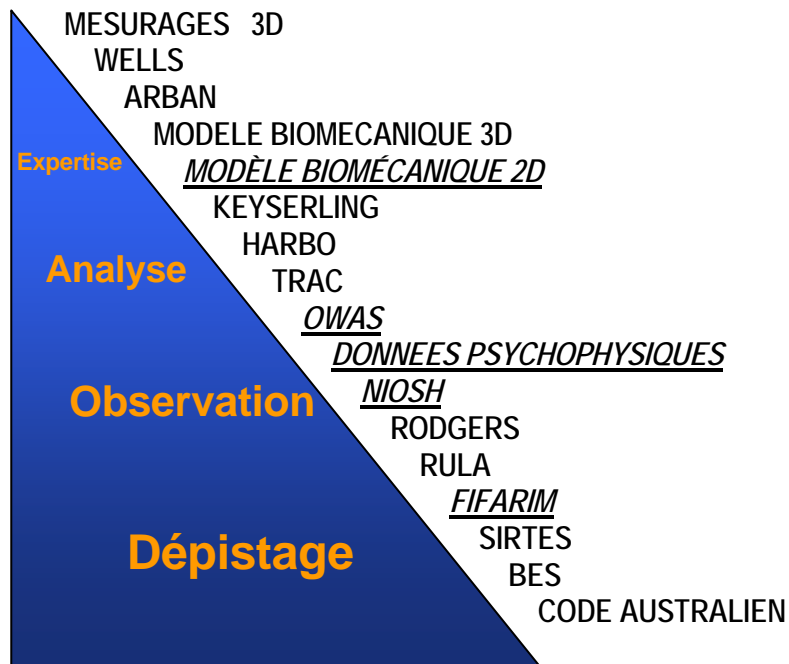 MESURAGES 3D
WELLS
ARBAN
MODELE BIOMECANIQUE 3D
Expertise
MODÈLE BIOMÉCANIQUE 2D
KEYSERLING
HARBO
Analyse
TRAC
OWAS
DONNEES PSYCHOPHYSIQUES
NIOSH
Observation
RODGERS
RULA
FIFARIM
SIRTES
Dépistage
BES
CODE AUSTRALIEN